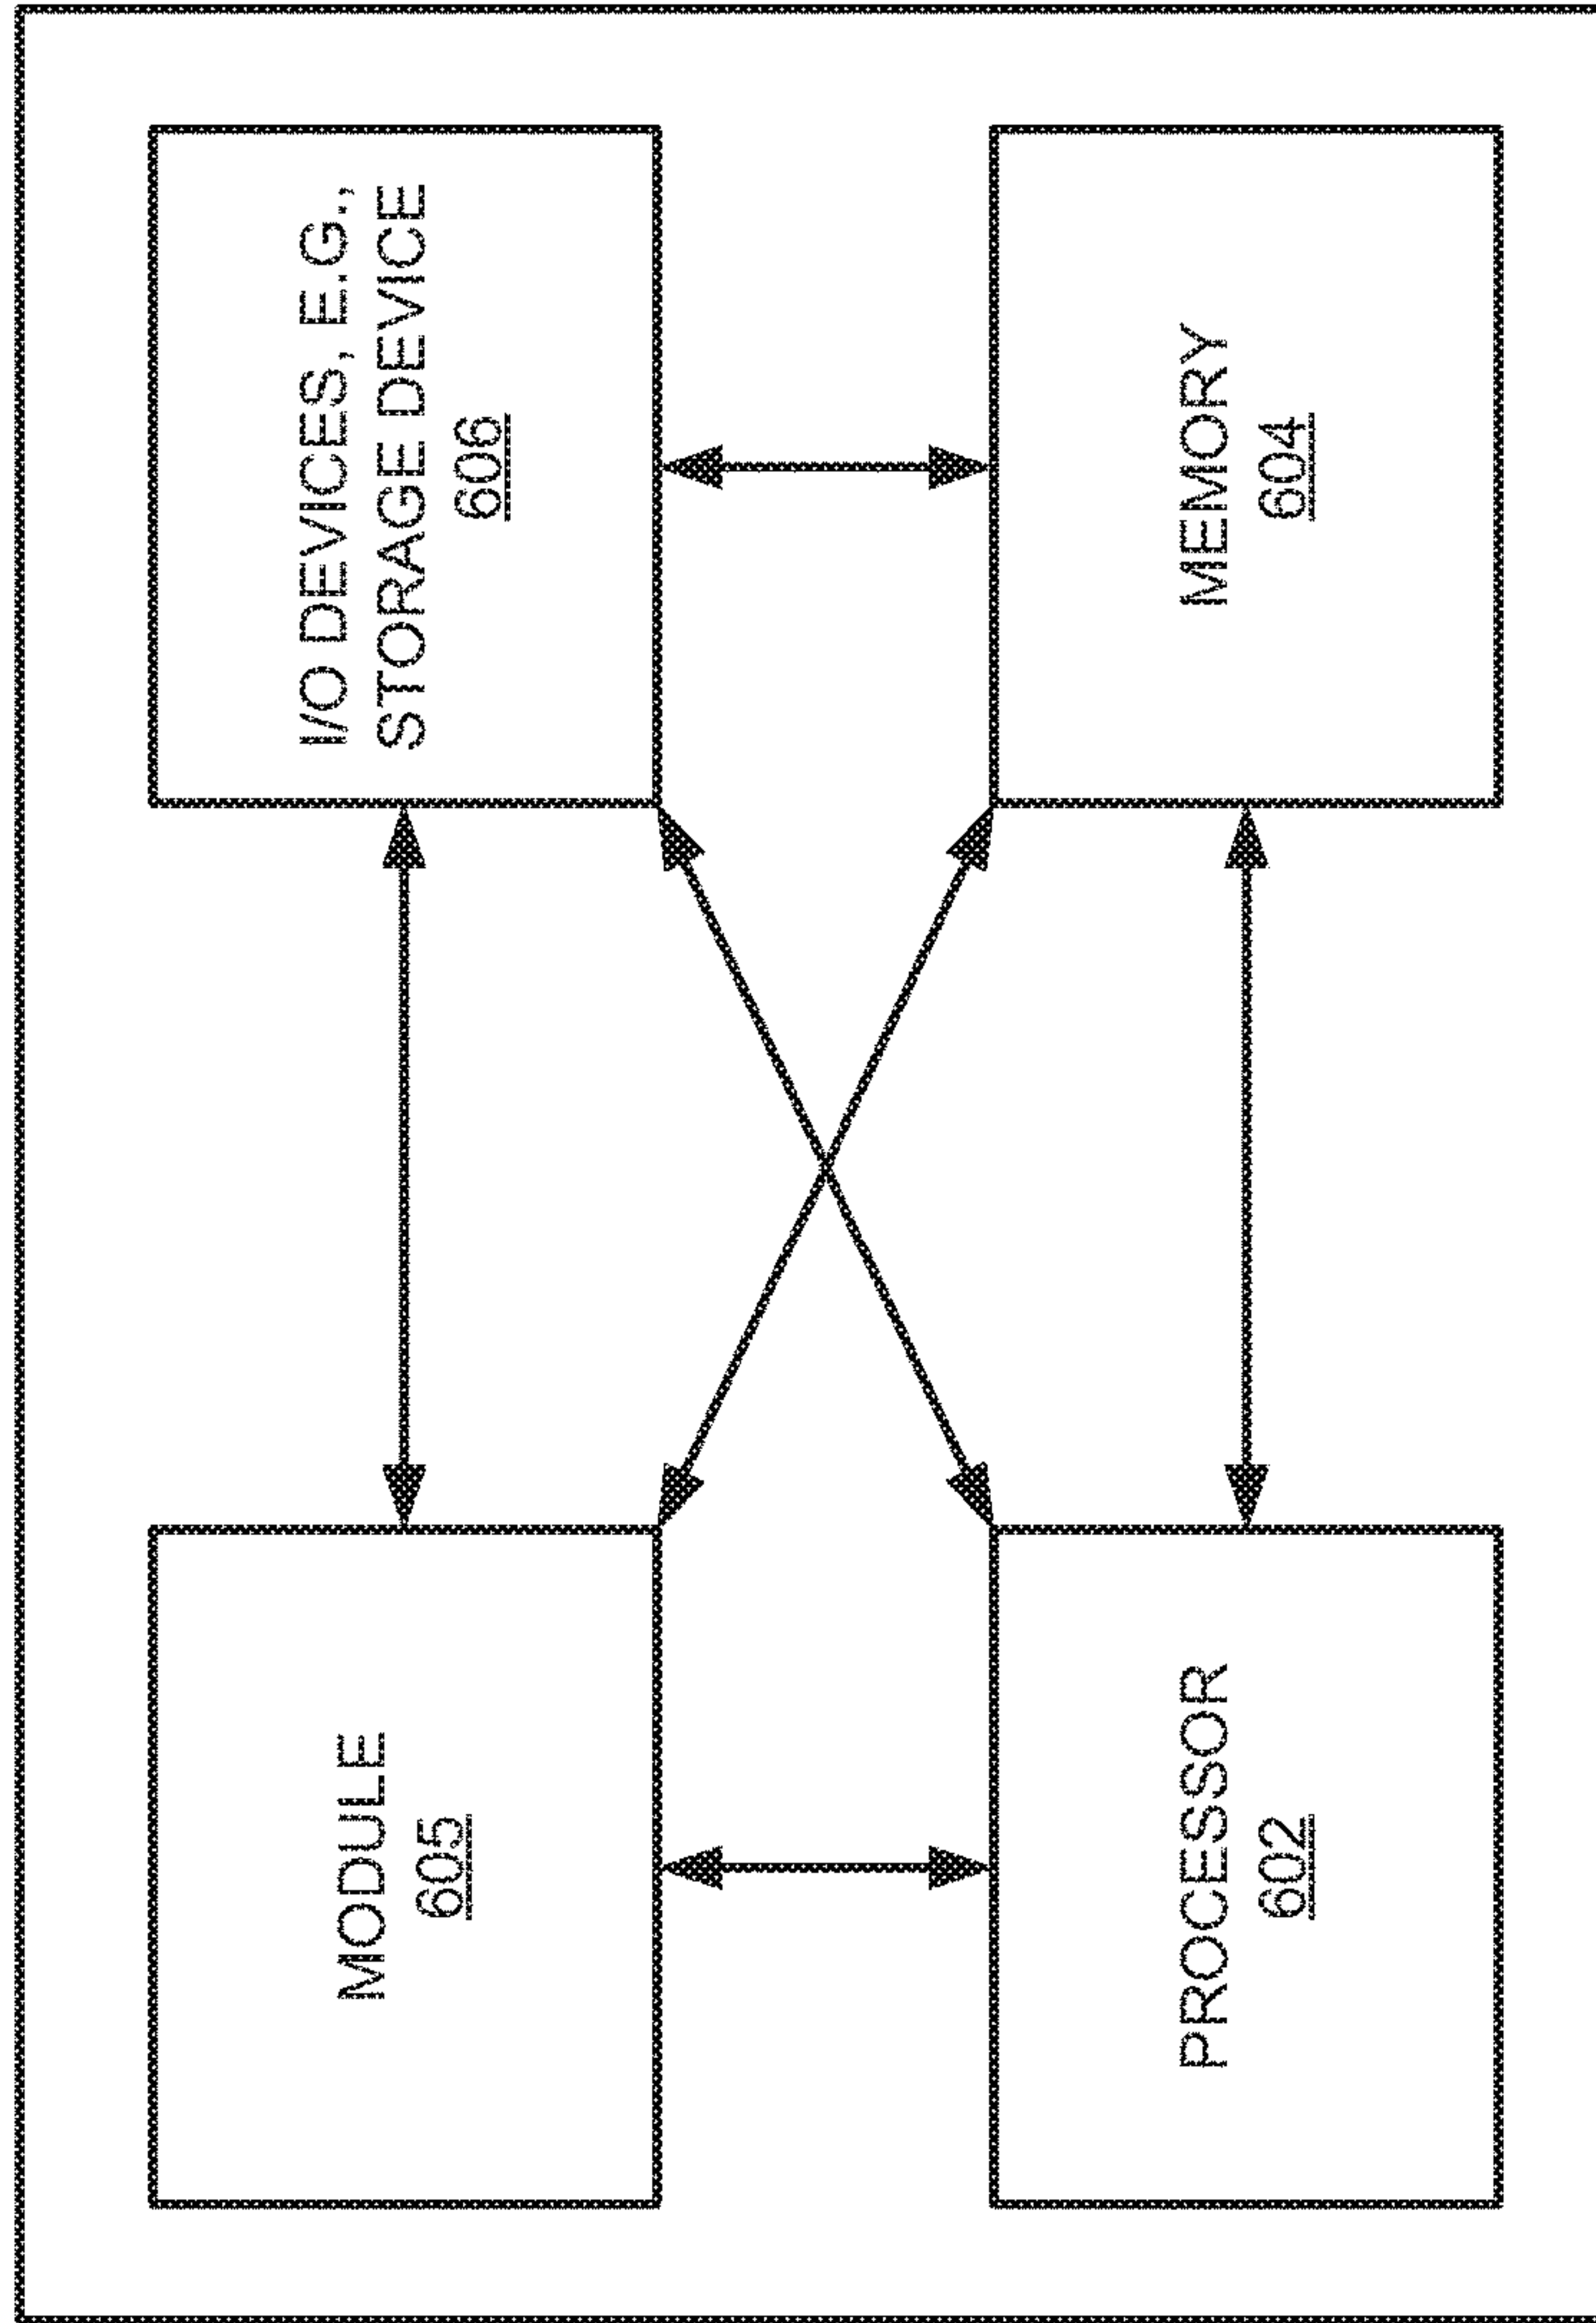 I/O DEVICES, E.G.,
STORAGE DEVICE
606
MODULE
605
MEMORY
604
PROCESSOR
602